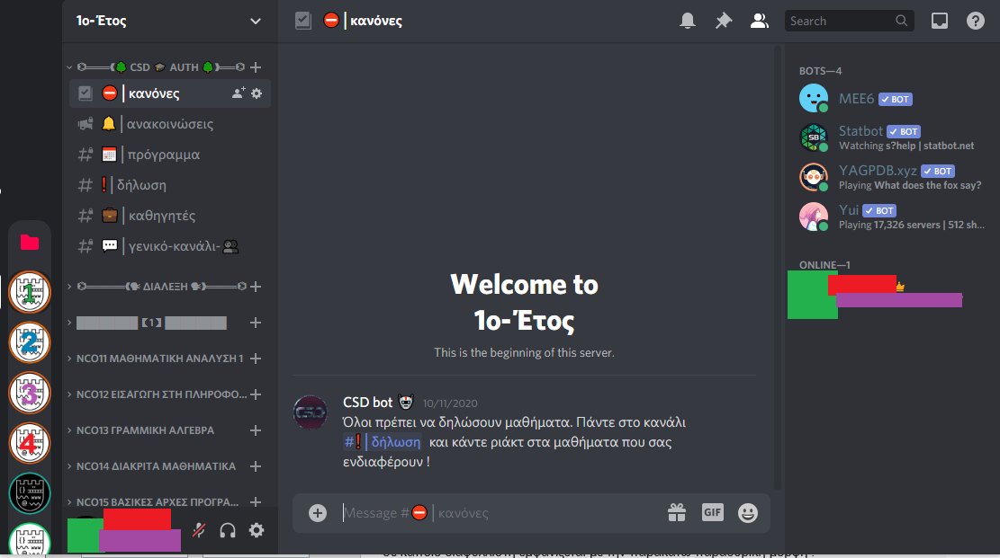 1ο-Έτος
⛔|κανόνες
Search
CSD 🎓 AUTH
⛔|κανόνες
🔔|ανακοινώσεις
📅|πρόγραμμα
❗|δήλωση
💼|καθηγητές
💬|γενικό-κανάλι-👥
ΔΙΑΛΕΞΗ
【1】
NCO11 ΜΑΘΗΜΑΤΙΚΗ ΑΝΑΛΥΣΗ 1
NCO12 ΕΙΣΑΓΩΓΗ ΣΤΗ ΠΛΗΡΟΦΟ...
NCO13 ΓΡΑΜΜΙΚΗ ΑΛΓΕΒΡΑ
NCO14 ΔΙΑΚΡΙΤΑ ΜΑΘΗΜΑΤΙΚΑ
NCO15 ΒΑΣΙΚΕΣ ΑΡΧΕΣ ΠΡΟΓΡΑ...
1
2
3
4
Welcome to
1ο-Έτος
This is the beginning of this server.
CSD bot 10/11/2020
Όλοι πρέπει να δηλώσουν μαθήματα. Πάντε στο κανάλι
#❗|δήλωση και κάντε ριάκτ στα μαθήματα που σας
ενδιαφέρουν !
Message #⛔|κανόνες
GIF
BOTS—4
MEE6 ✓ BOT
SB
Statbot ✓ BOT
Watching s?help | statbot.net
YAGPDB.xyz ✓ BOT
Playing What does the fox say?
Yui ✓ BOT
Playing 17,326 servers | 512 sh...
ONLINE—1